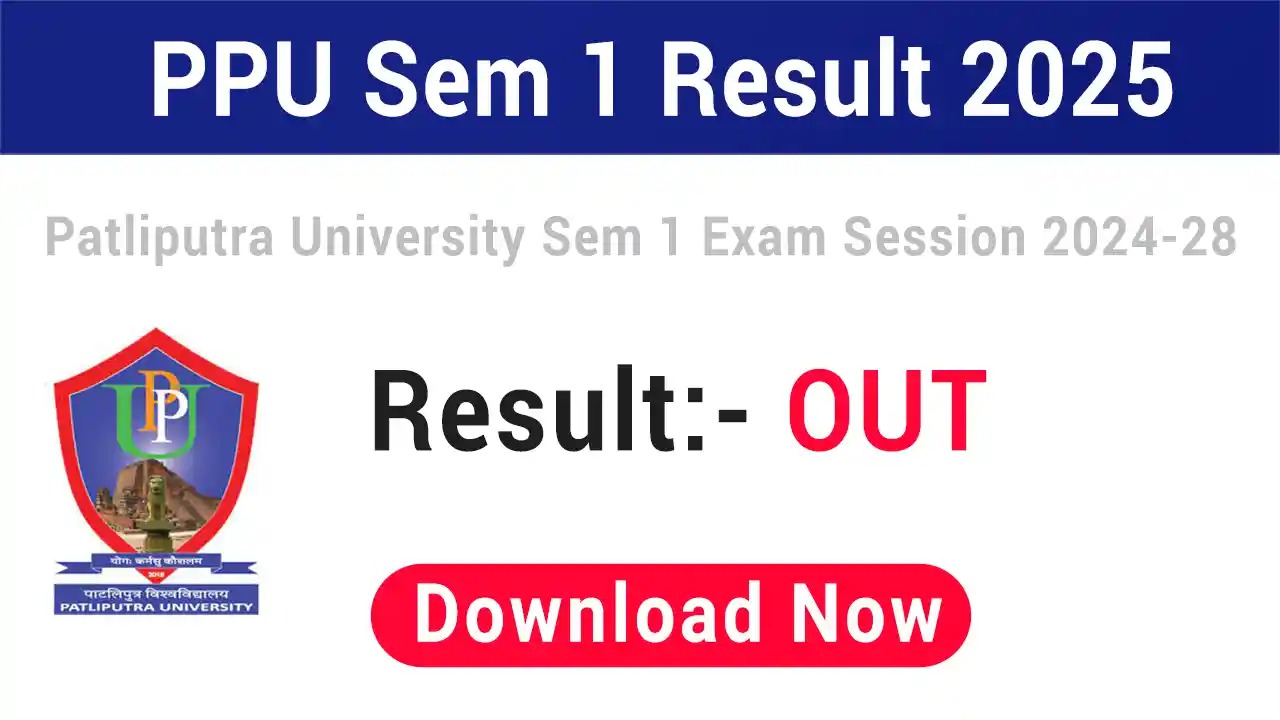 PPU Sem 1 Result 2025
Patliputra University Sem 1 Exam Session 2024-28
UPP
Result:- OUT
योगः कर्मसु कौशलम
2018
पाटलिपुत्र विश्वविद्यालय
PATLIPUTRA UNIVERSITY
Download Now